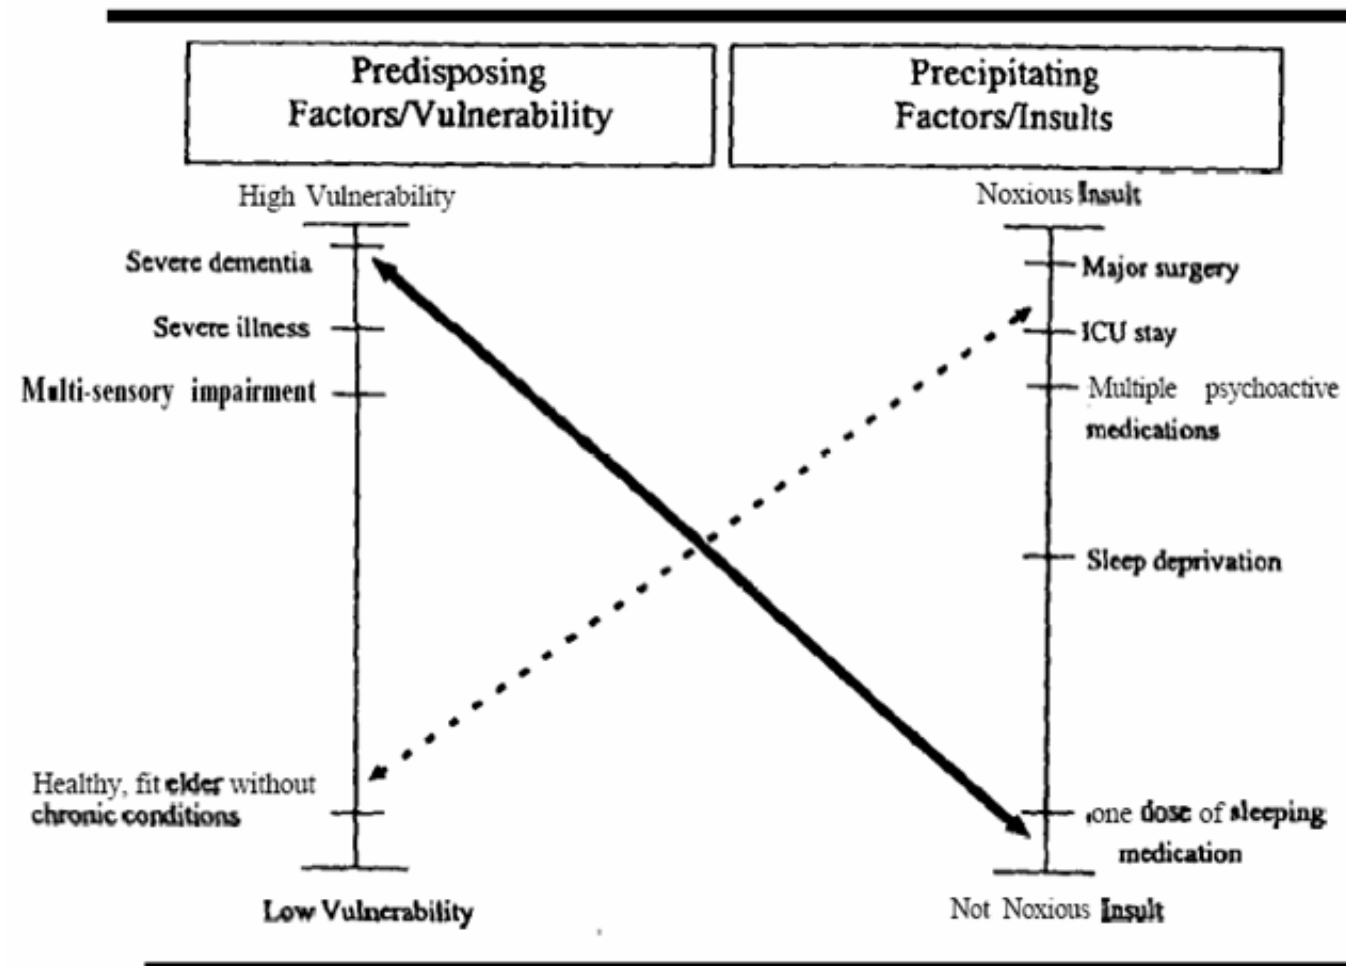 Predisposing
Factors/Vulnerability
Precipitating
Factors/Insults
High Vulnerability
Severe dementia
Severe illness
Multi-sensory impairment
Healthy, fit elder without
chronic conditions
Low Vulnerability
Noxious Insult
Major surgery
ICU stay
Multiple psychoactive
medications
Sleep deprivation
one dose of sleeping
medication
Not Noxious Insult